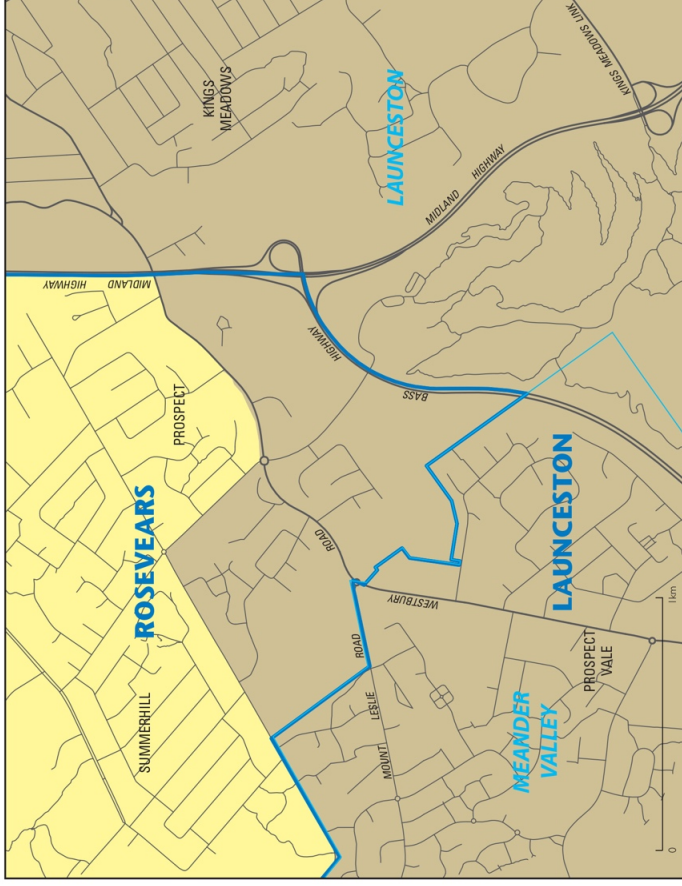 KINGS
MEADOWS
KINGS MEADOWS LINK
LAUNCESTON
MIDLAND HIGHWAY
MIDLAND HIGHWAY
HIGHWAY
BASS
PROSPECT
ROSEVEARS
ROAD
WESTBURY
LAUNCESTON
SUMMERHILL
ROAD
LESLIE
MOUNT
MEANDER
VALLEY
PROSPECT
VALE
0
1km